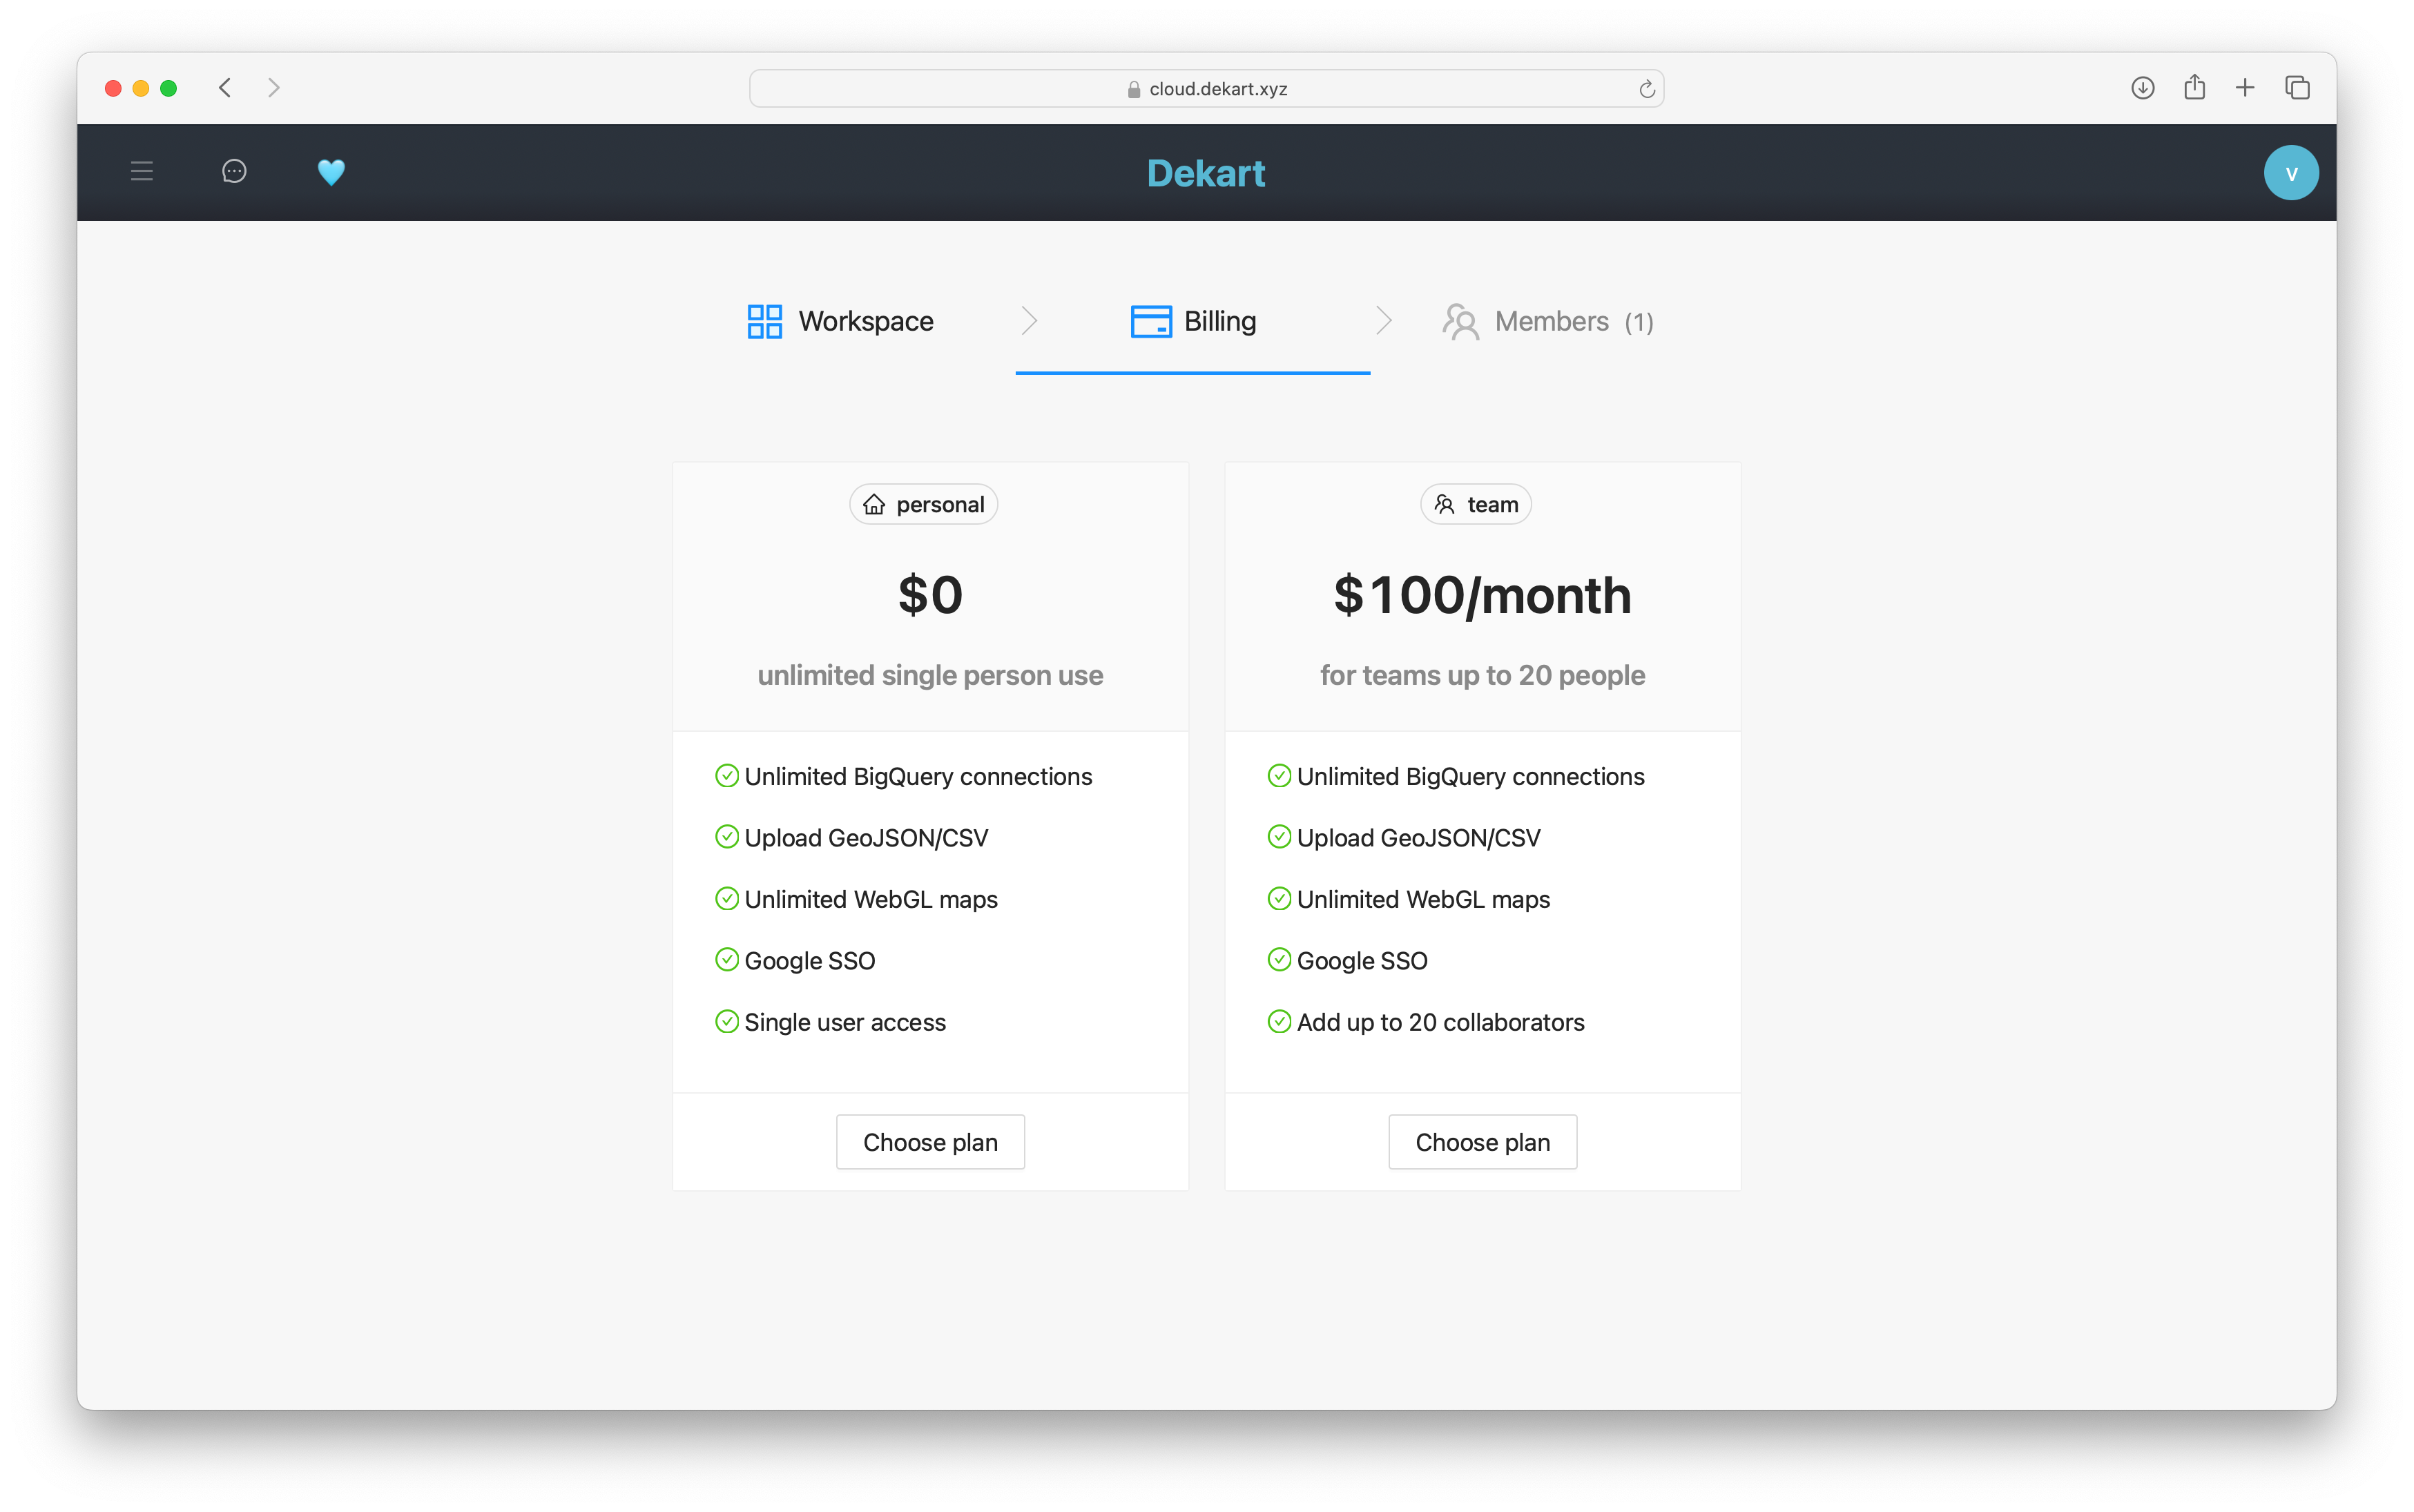 cloud.dekart.xyz
Dekart
v
Workspace
Billing
Members (1)
personal
$0
unlimited single person use
Unlimited BigQuery connections
Upload GeoJSON/CSV
Unlimited WebGL maps
Google SSO
Single user access
Choose plan
team
$100/month
for teams up to 20 people
Unlimited BigQuery connections
Upload GeoJSON/CSV
Unlimited WebGL maps
Google SSO
Add up to 20 collaborators
Choose plan